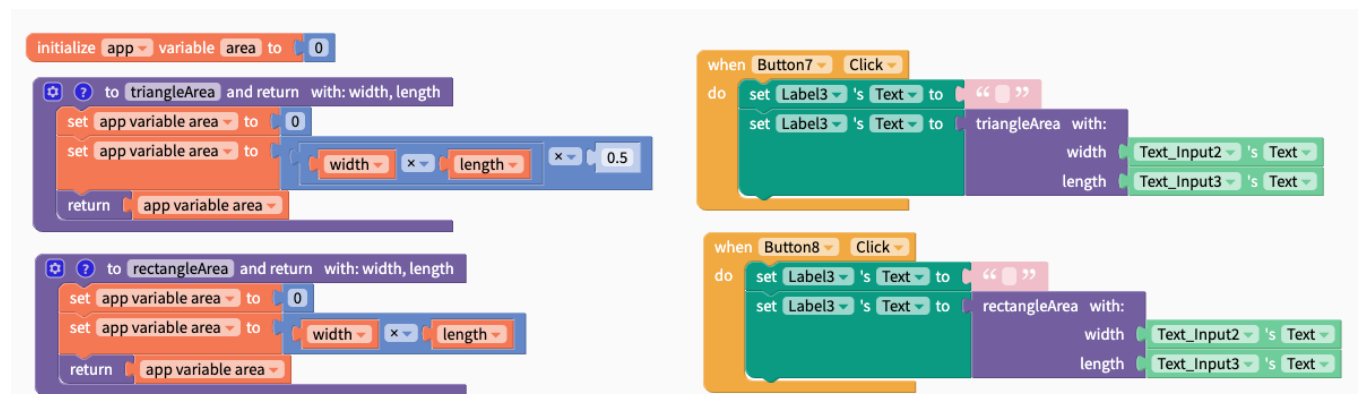 initialize app variable area to 0
to triangleArea and return with: width, length
set app variable area to 0
set app variable area to width × length × 0.5
return app variable area
to rectangleArea and return with: width, length
set app variable area to 0
set app variable area to width × length
return app variable area
when Button7 Click
do set Label3 's Text to “ ”
set Label3 's Text to triangleArea with:
width Text_Input2 's Text
length Text_Input3 's Text
when Button8 Click
do set Label3 's Text to “ ”
set Label3 's Text to rectangleArea with:
width Text_Input2 's Text
length Text_Input3 's Text